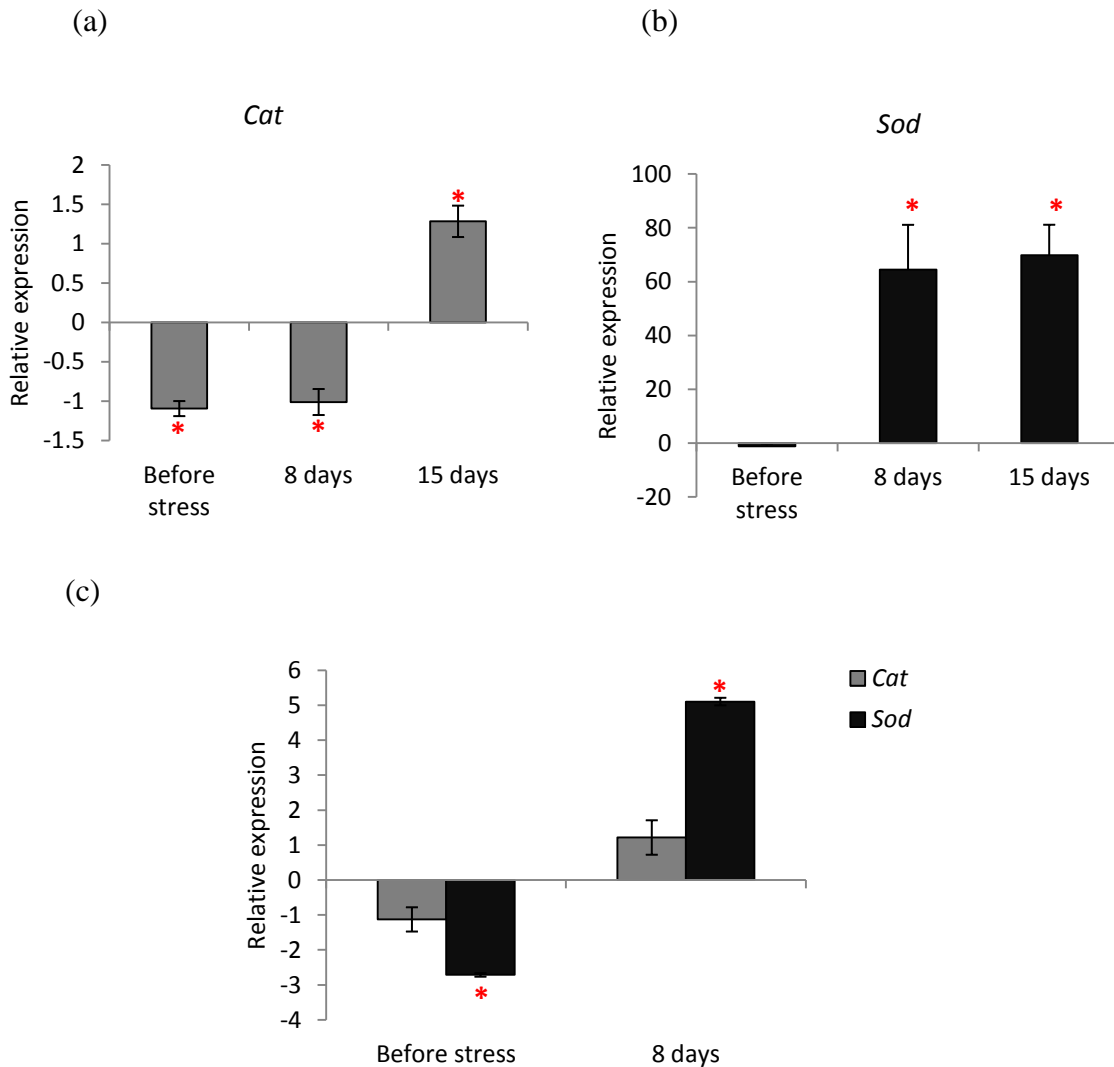 (a)
Cat
Relative expression
2
1.5
1
0.5
0
-0.5
-1
-1.5
*
*
*
Before
stress
8 days
15 days
(b)
Sod
Relative expression
100
80
60
40
20
0
-20
*
*
Before
stress
8 days
15 days
(c)
Relative expression
6
5
4
3
2
1
0
-1
-2
-3
-4
*
*
Before stress
8 days
Cat
Sod